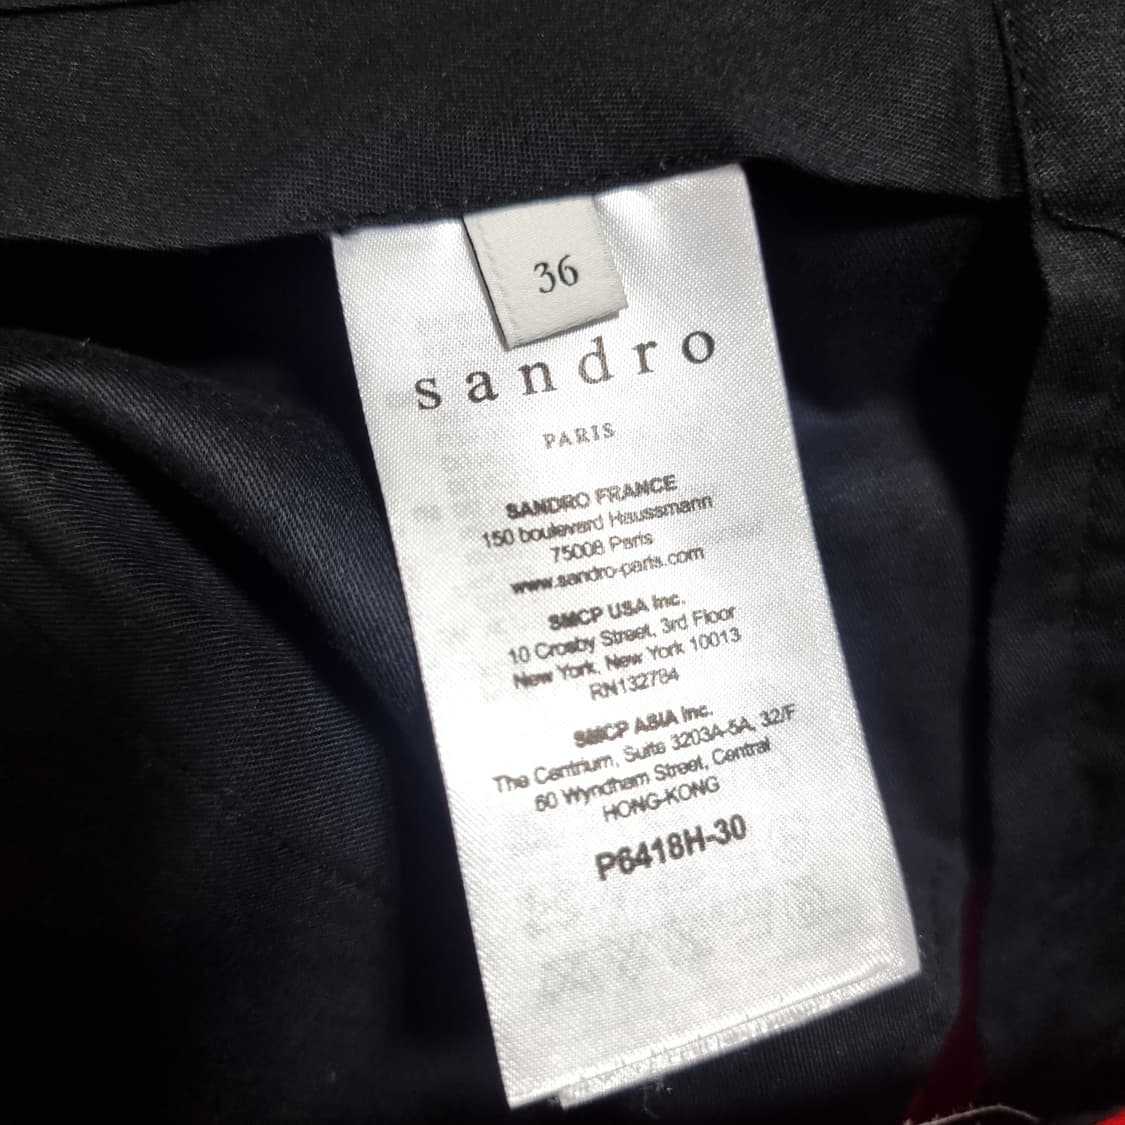 36
sandro
PARIS
SANDRO FRANCE
150 boulevard Haussmann
75008 Paris
www.sandro-paris.com
SMCP USA Inc.
10 Crosby Street, 3rd Floor
New York, New York 10013
RN132784
SMCP ASIA Inc.
The Centrium, Suite 3203A-5A, 32/F
60 Wyndham Street, Central
HONG-KONG
P6418H-30